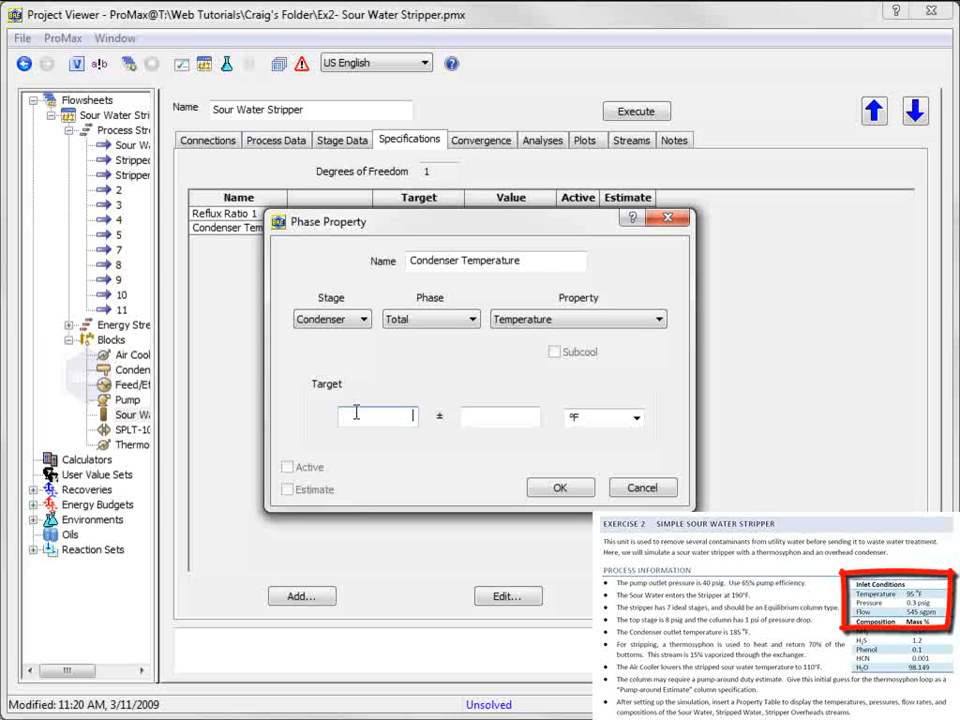 Project Viewer - ProMax@T:\Web Tutorials\Craig's Folder\Ex2- Sour Water Stripper.pmx
File ProMax Window
US English
Flowsheets
Sour Water Stri
Process Str
Sour W
Stripped
Stripper
2
3
4
5
7
8
9
10
11
Energy Stre
Blocks
Air Cool
Conden
Feed/Ef
Pump
Sour Wa
SPLT-10
Thermo
Calculators
User Value Sets
Recoveries
Energy Budgets
Environments
Oils
Reaction Sets
Name Sour Water Stripper Execute
Connections Process Data Stage Data Specifications Convergence Analyses Plots Streams Notes
Degrees of Freedom 1
Name Target Value Active Estimate
Reflux Ratio 1
Condenser Tem
Phase Property
Name Condenser Temperature
Stage Phase Property
Condenser Total Temperature
Subcool
Target
± °F
Active
Estimate
OK Cancel
Add... Edit...
Modified: 11:20 AM, 3/11/2009 Unsolved
EXERCISE 2 SIMPLE SOUR WATER STRIPPER
This unit is used to remove several contaminants from utility water before sending it to waste water treatment.
Here, we will simulate a sour water stripper with a thermosyphon and an overhead condenser.
PROCESS INFORMATION
• The pump outlet pressure is 40 psig. Use 65% pump efficiency.
• The Sour Water enters the Stripper at 190°F.
• The stripper has 7 ideal stages, and should be an Equilibrium column type.
• The top stage is 8 psig and the column has 1 psi of pressure drop.
• The Condenser outlet temperature is 185 °F.
• For stripping, a thermosyphon is used to heat and return 70% of the
bottoms. This stream is 15% vaporized through the exchanger.
• The Air Cooler lowers the stripped sour water temperature to 110°F.
• The column may require a pump-around duty estimate. Give this initial guess for the thermosyphon loop as a
"Pump-around Estimate" column specification.
• After setting up the simulation, insert a Property Table to display the temperatures, pressures, flow rates, and
compositions of the Sour Water, Stripped Water, Stripper Overheads streams.
Inlet Conditions
Temperature 95 °F
Pressure 0.3 psig
Flow 545 sgpm
Composition Mass %
H₂S 1.2
Phenol 0.1
HCN 0.001
H₂O 98.149